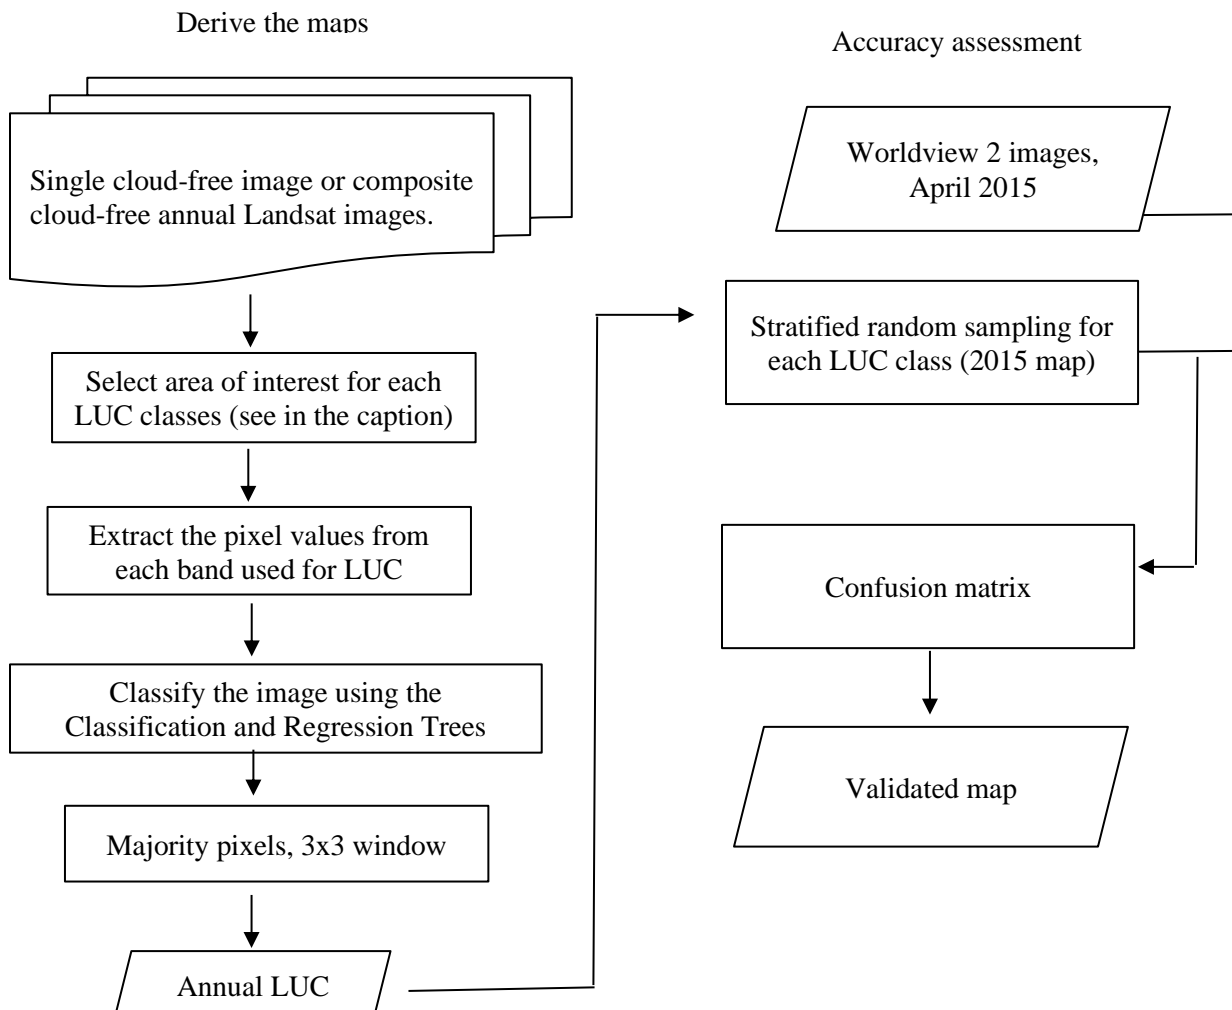 Derive the maps
Single cloud-free image or composite
cloud-free annual Landsat images.
Select area of interest for each
LUC classes (see in the caption)
Extract the pixel values from
each band used for LUC
Classify the image using the
Classification and Regression Trees
Majority pixels, 3x3 window
Annual LUC
Accuracy assessment
Worldview 2 images,
April 2015
Stratified random sampling for
each LUC class (2015 map)
Confusion matrix
Validated map